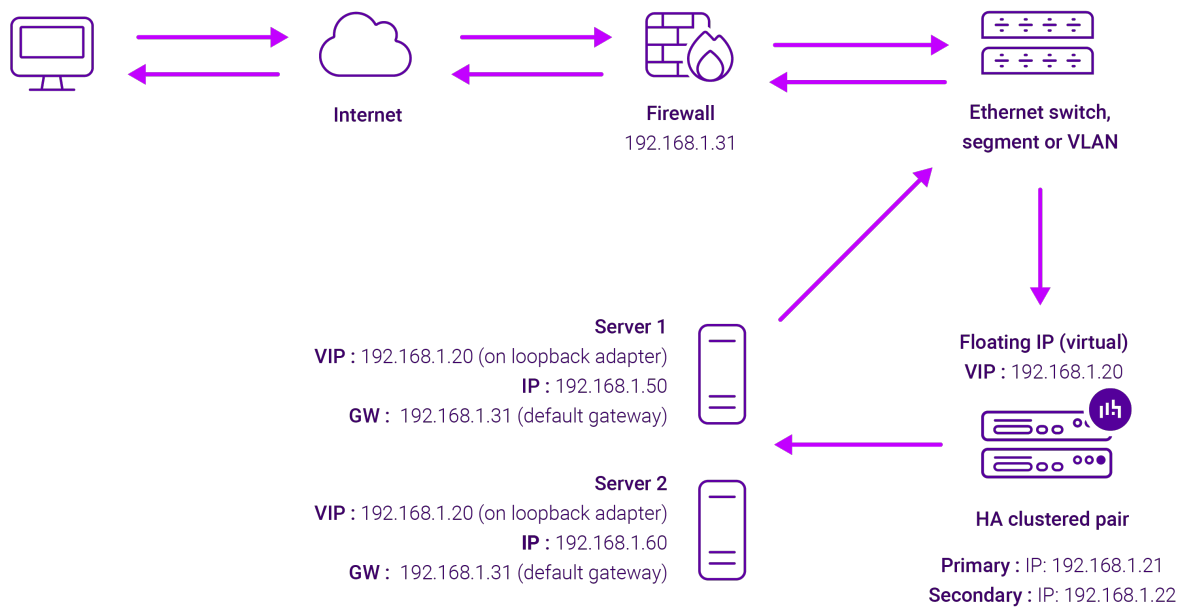 Internet
Firewall
192.168.1.31
Ethernet switch,
segment or VLAN
Server 1
VIP : 192.168.1.20 (on loopback adapter)
IP : 192.168.1.50
GW : 192.168.1.31 (default gateway)
Floating IP (virtual)
VIP : 192.168.1.20
Server 2
VIP : 192.168.1.20 (on loopback adapter)
IP : 192.168.1.60
GW : 192.168.1.31 (default gateway)
HA clustered pair
Primary : IP: 192.168.1.21
Secondary : IP: 192.168.1.22